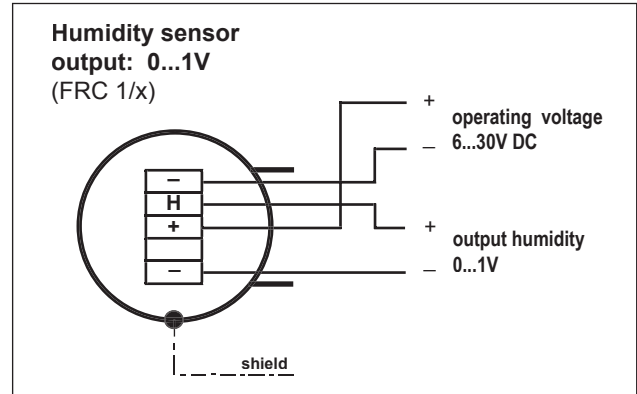 Humidity sensor
output: 0...1V
(FRC 1/x)
+
operating voltage
– 6...30V DC
–
H
+
–
+
output humidity
– 0...1V
shield